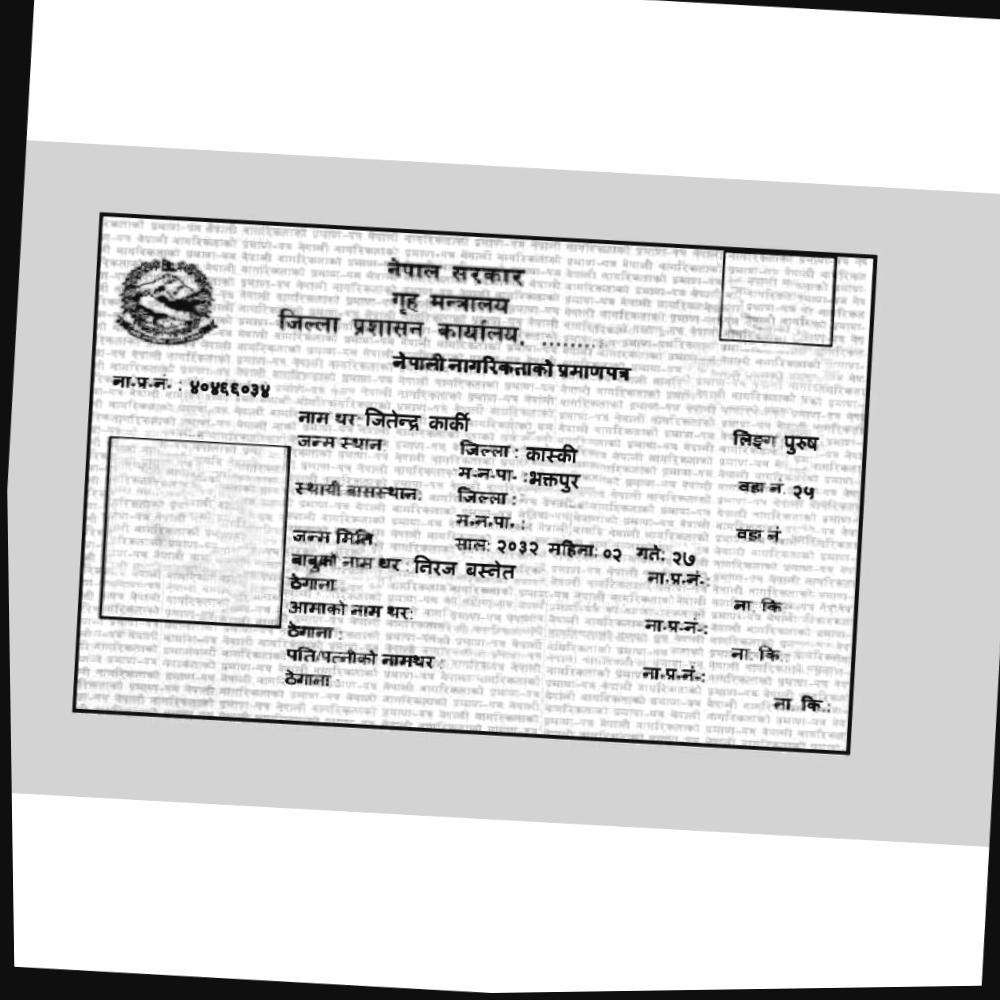 नेपाल सरकार
गृह मन्त्रालय
जिल्ला प्रशासन कार्यालय, .........
नेपाली नागरिकताको प्रमाणपत्र
ना.प्र.नं. : ४०४६६०३४
नाम थर जितेन्द्र कार्की लिङ्ग पुरुष
जन्म स्थान जिल्ला : कास्की
म.न.पा. : भक्तपुर वडा नं. २५
स्थायी बासस्थान: जिल्ला :
म.न.पा. : वडा नं
जन्म मिति साल: २०३२ महिना: ०२ गते: २७
बाबुको नाम थर : निरज बस्नेत ना.प्र.नं.:
ठेगाना ना. कि
आमाको नाम थर: ना.प्र.नं.:
ठेगाना : ना. कि.
पति/पत्नीको नामथर : ना.प्र.नं.:
ठेगाना ना. कि.: